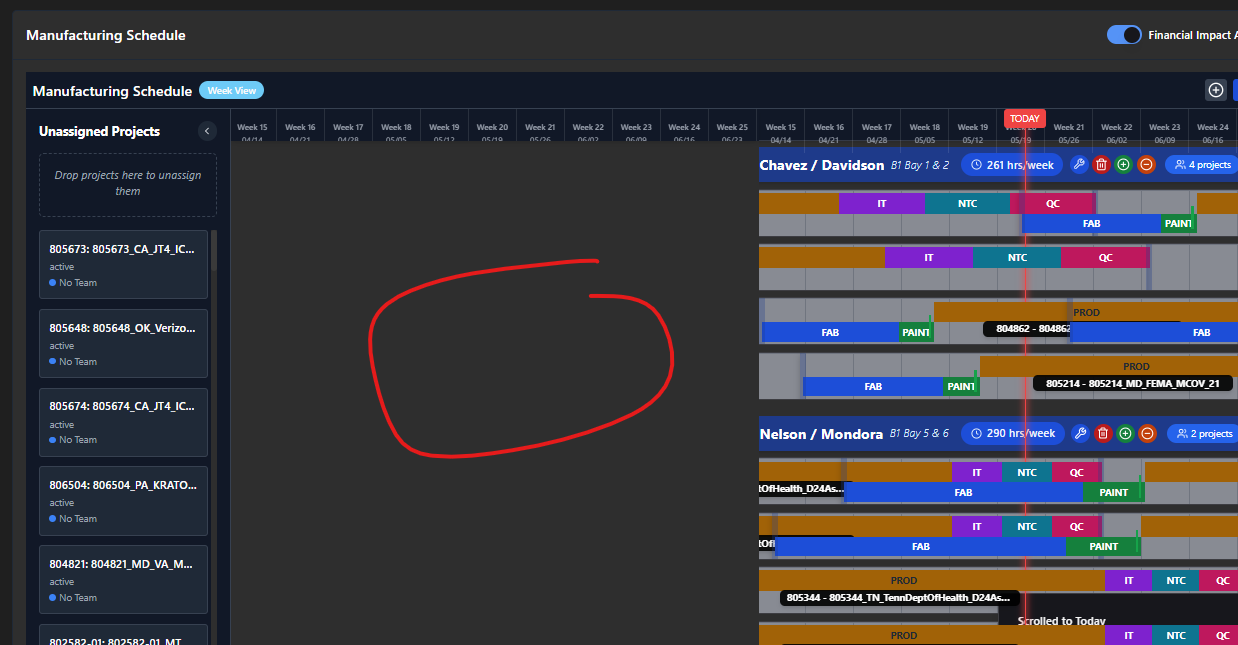 Manufacturing Schedule
Financial Impact A
Manufacturing Schedule Week View
Unassigned Projects
Drop projects here to unassign
them
805673: 805673_CA_JT4_IC...
active
No Team
805648: 805648_OK_Verizo...
active
No Team
805674: 805674_CA_JT4_IC...
active
No Team
806504: 806504_PA_KRATO...
active
No Team
804821: 804821_MD_VA_M...
active
No Team
802582-01: 802582-01_MT
Week 15 Week 16 Week 17 Week 18 Week 19 Week 20 Week 21 Week 22 Week 23 Week 24 Week 25
04/14 04/21 04/28 05/05 05/12 05/19 05/26 06/02 06/09 06/16 06/23
TODAY
Week 15 Week 16 Week 17 Week 18 Week 19 Week 21 Week 22 Week 23 Week 24
04/14 04/21 04/28 05/05 05/12 05/19 05/26 06/02 06/09 06/16
Chavez / Davidson B1 Bay 1 & 2 261 hrs/week 4 projects
IT NTC QC
FAB PAINT
IT NTC QC
PROD
FAB PAINT 804862 - 804862 FAB
PROD
FAB PAINT 805214 - 805214_MD_FEMA_MCOV_21
Nelson / Mondora B1 Bay 5 & 6 290 hrs/week 2 projects
IT NTC QC
tOfHealth_D24As... FAB PAINT
IT NTC QC
tOfH FAB PAINT
PROD IT NTC QC
805344 - 805344_TN_TennDeptOfHealth_D24As...
Scrolled to Today
PROD IT NTC QC